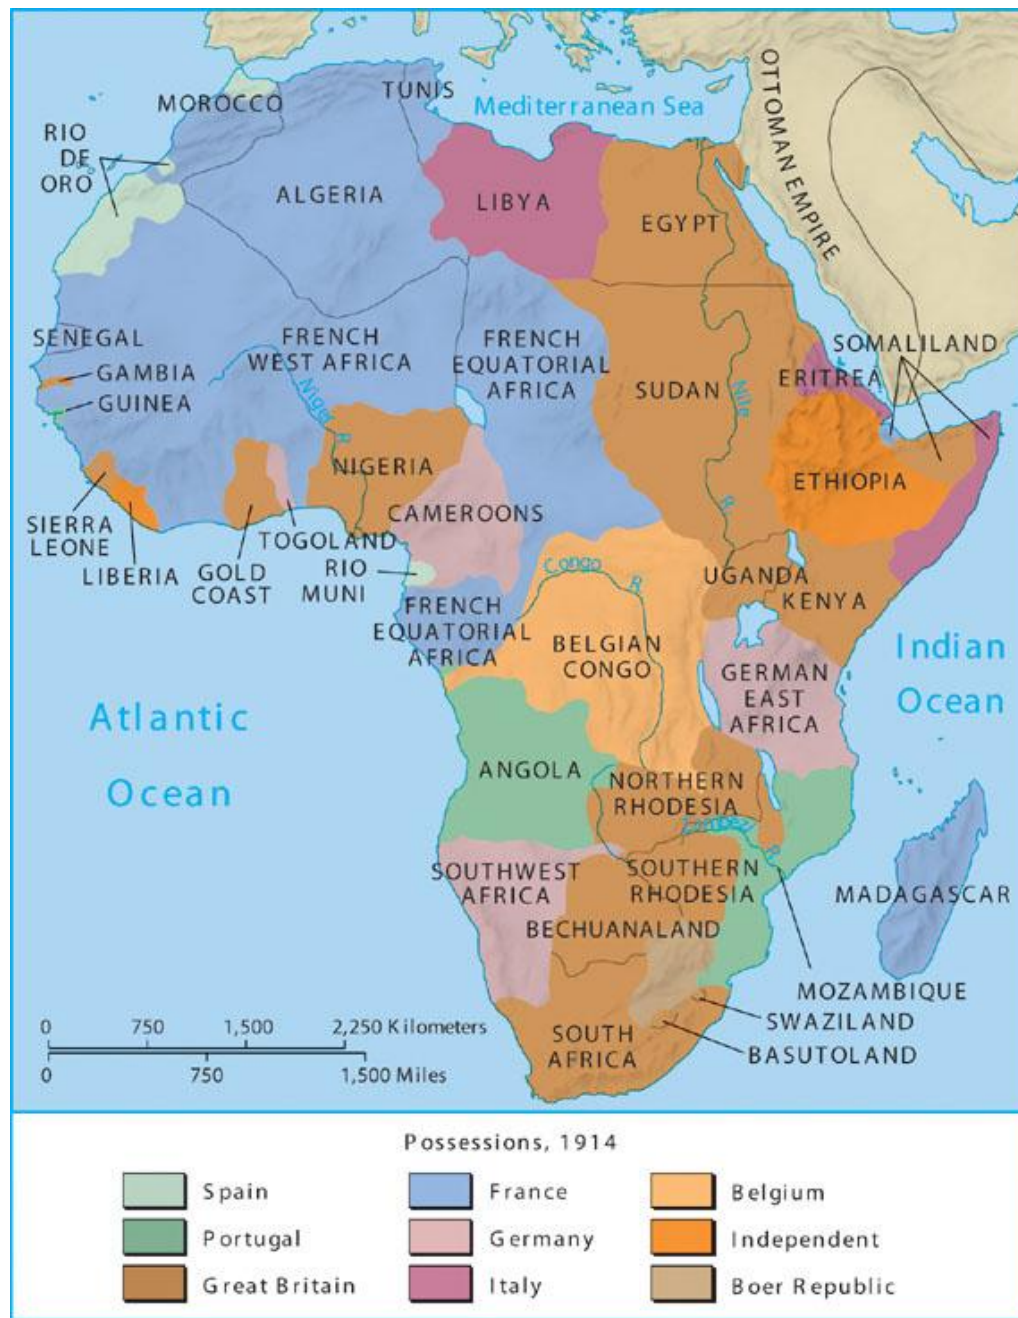 MOROCCO
TUNIS
Mediterranean Sea
RIO
DE
ORO
OTTOMAN EMPIRE
ALGERIA
LIBYA
EGYPT
SENEGAL
FRENCH
WEST AFRICA
FRENCH
EQUATORIAL
AFRICA
SOMALILAND
GAMBIA
GUINEA
Niger
R.
SUDAN
Nile
R.
ERITREA
NIGERIA
ETHIOPIA
SIERRA
LEONE
LIBERIA
GOLD
COAST
TOGOLAND
CAMEROONS
RIO
MUNI
Congo
R.
UGANDA
KENYA
FRENCH
EQUATORIAL
AFRICA
BELGIAN
CONGO
GERMAN
EAST
AFRICA
Indian
Ocean
Atlantic
Ocean
ANGOLA
NORTHERN
RHODESIA
Zambezi
R.
SOUTHWEST
AFRICA
SOUTHERN
RHODESIA
MADAGASCAR
BECHUANALAND
MOZAMBIQUE
SWAZILAND
BASUTOLAND
SOUTH
AFRICA
0 750 1,500 2,250 Kilometers
0 750 1,500 Miles
Possessions, 1914
Spain France Belgium
Portugal Germany Independent
Great Britain Italy Boer Republic